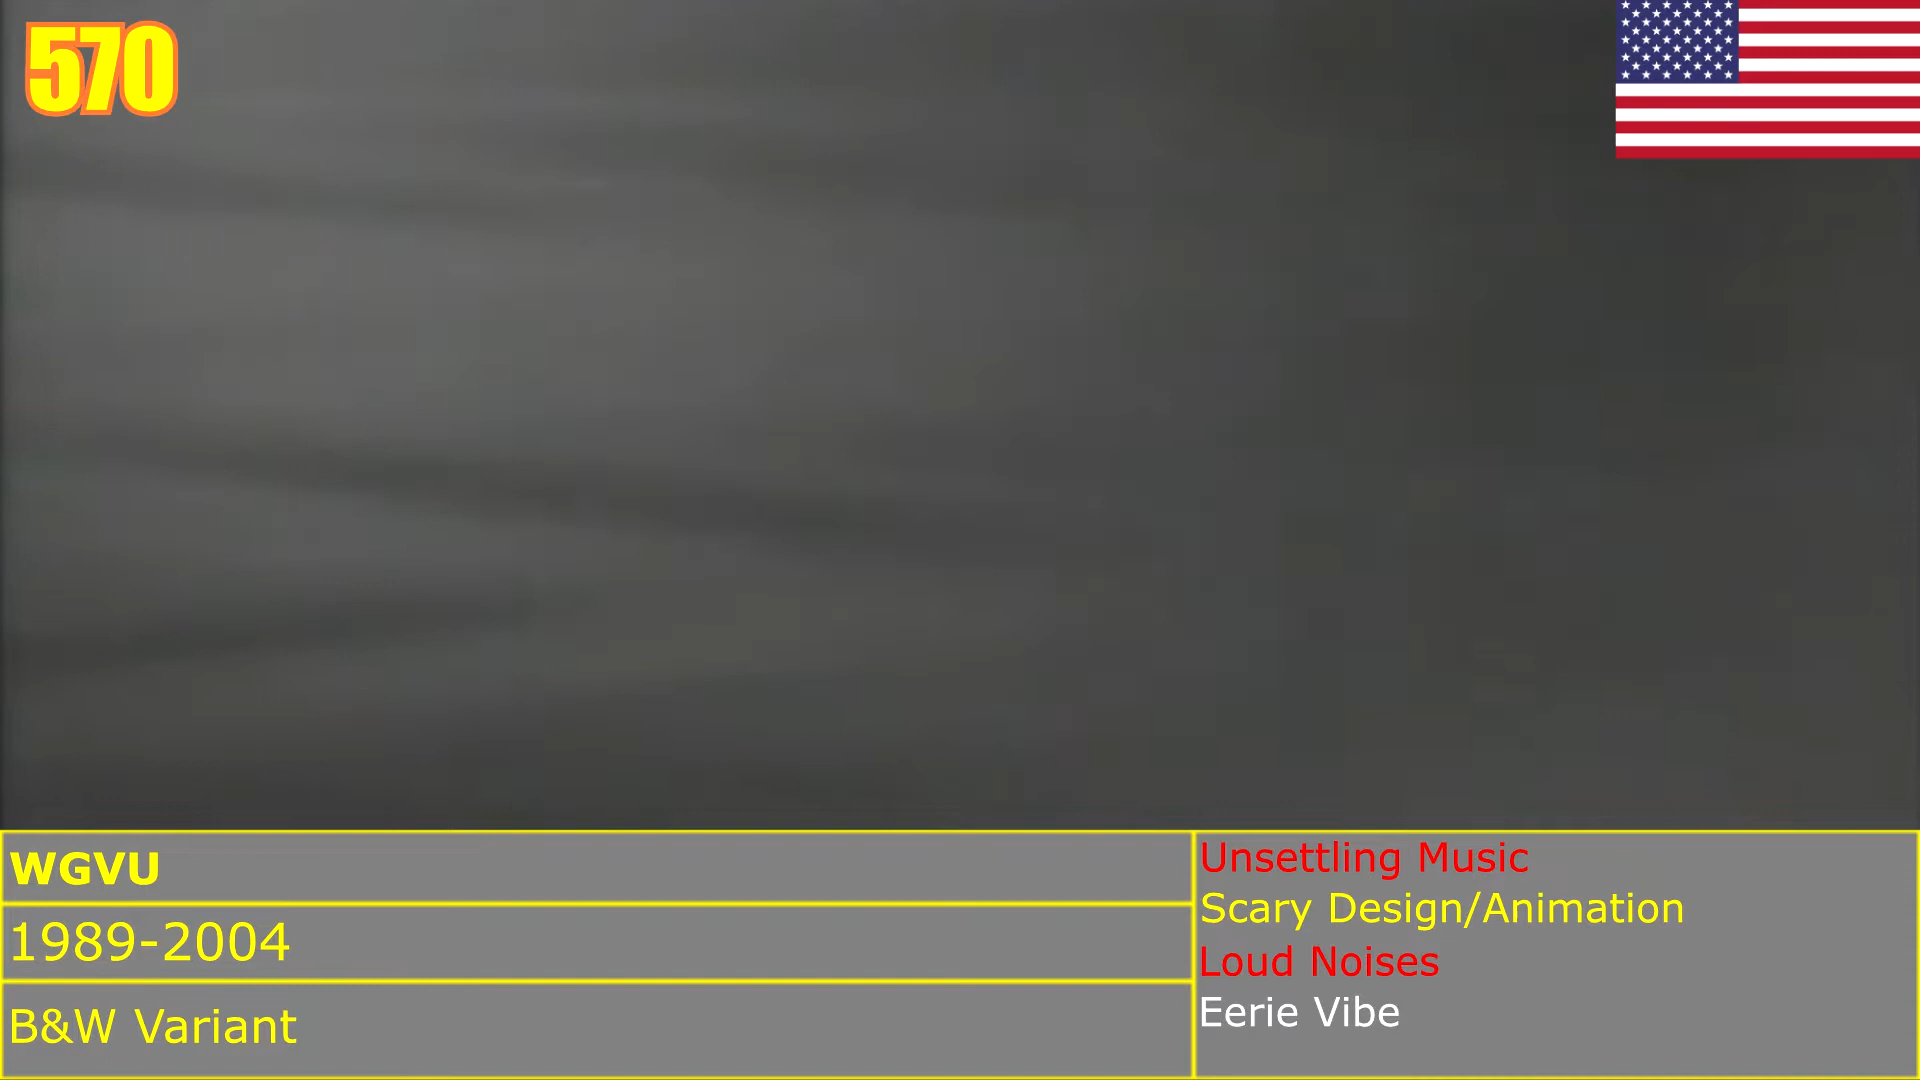 570
WGVU
1989-2004
B&W Variant
Unsettling Music
Scary Design/Animation
Loud Noises
Eerie Vibe